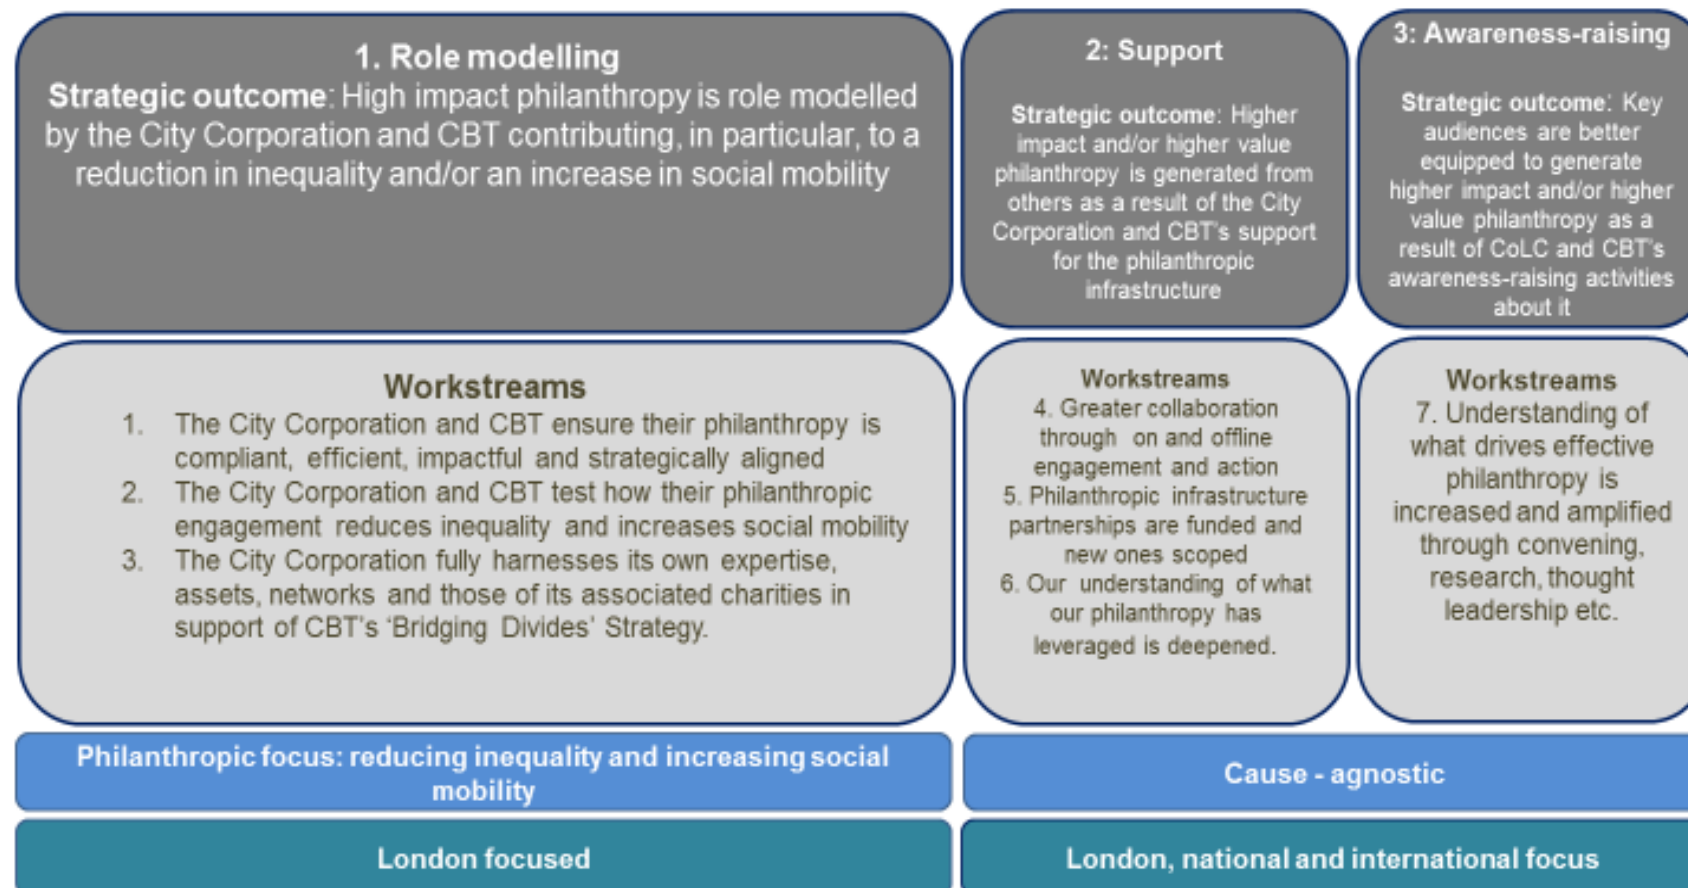 1. Role modelling
Strategic outcome: High impact philanthropy is role modelled
by the City Corporation and CBT contributing, in particular, to a
reduction in inequality and/or an increase in social mobility
2: Support
Strategic outcome: Higher
impact and/or higher value
philanthropy is generated from
others as a result of the City
Corporation and CBT's support
for the philanthropic
infrastructure
3: Awareness-raising
Strategic outcome: Key
audiences are better
equipped to generate
higher impact and/or higher
value philanthropy as a
result of CoLC and CBT's
awareness-raising activities
about it
Workstreams
1. The City Corporation and CBT ensure their philanthropy is
compliant, efficient, impactful and strategically aligned
2. The City Corporation and CBT test how their philanthropic
engagement reduces inequality and increases social mobility
3. The City Corporation fully harnesses its own expertise,
assets, networks and those of its associated charities in
support of CBT's ‘Bridging Divides’ Strategy.
Workstreams
4. Greater collaboration
through on and offline
engagement and action
5. Philanthropic infrastructure
partnerships are funded and
new ones scoped
6. Our understanding of what
our philanthropy has
leveraged is deepened.
Workstreams
7. Understanding of
what drives effective
philanthropy is
increased and amplified
through convening,
research, thought
leadership etc.
Philanthropic focus: reducing inequality and increasing social
mobility
Cause - agnostic
London focused
London, national and international focus